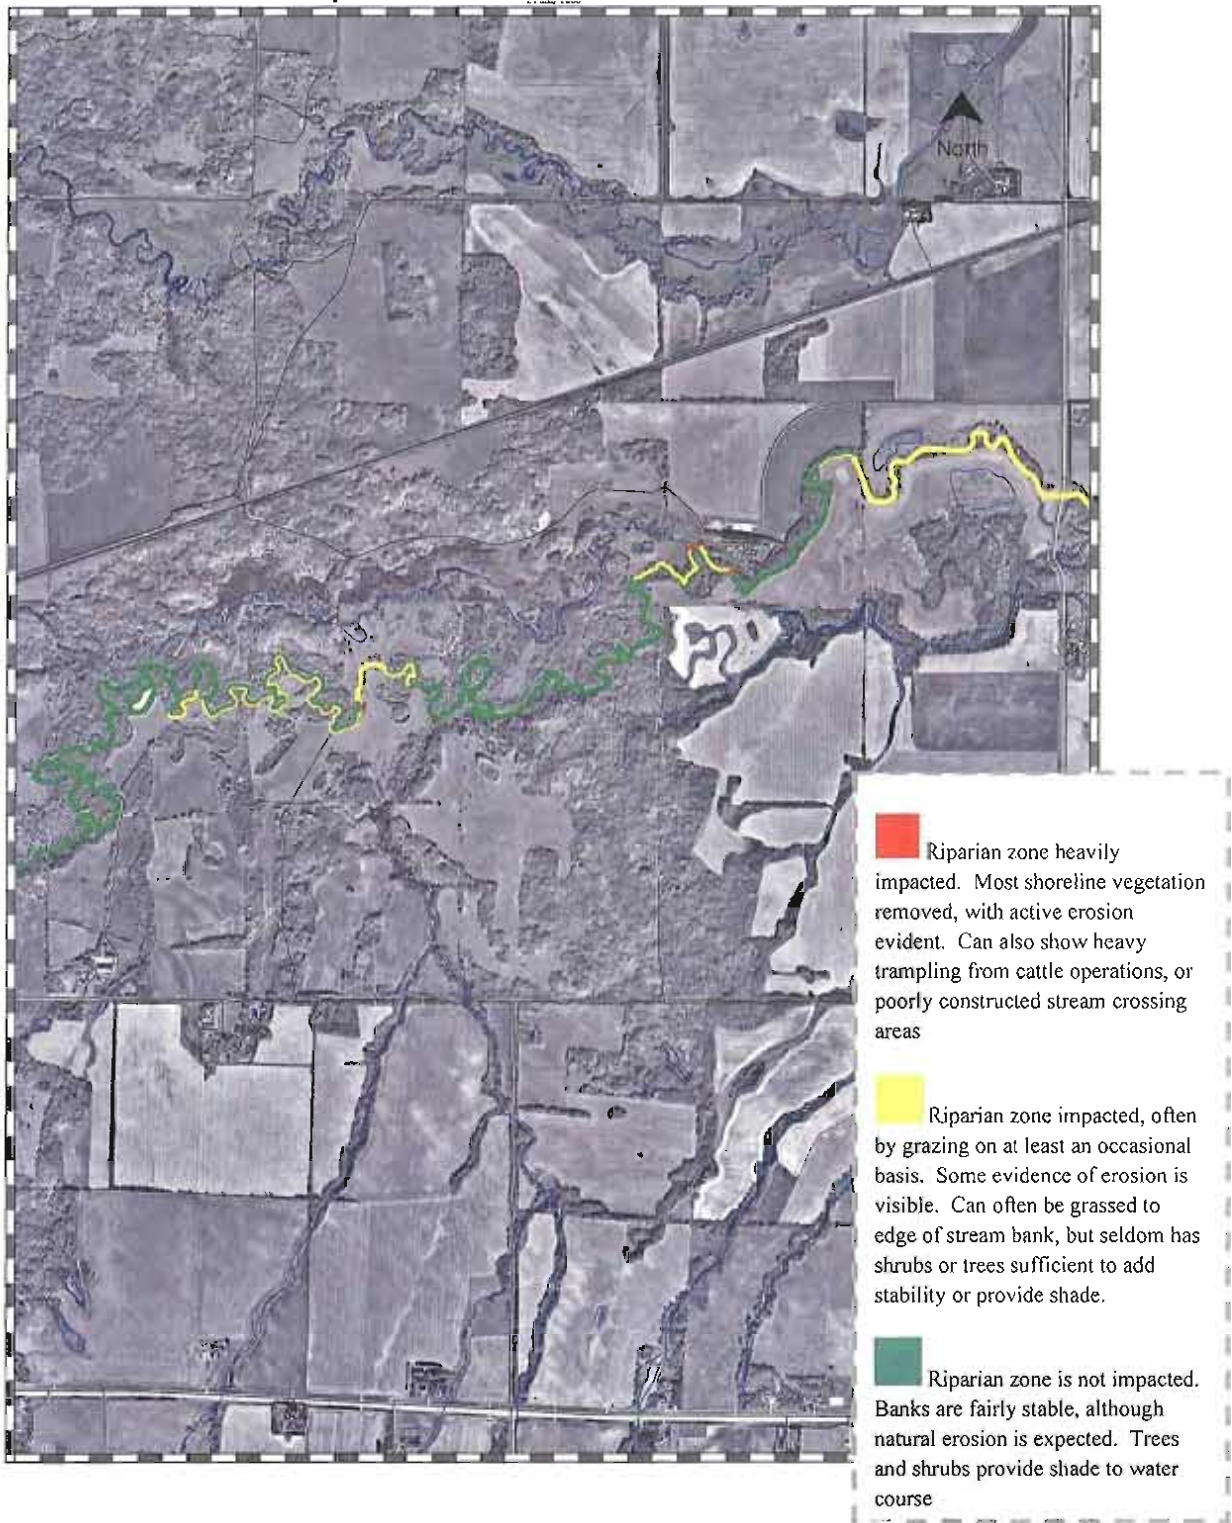 North
Riparian zone heavily
impacted. Most shoreline vegetation
removed, with active erosion
evident. Can also show heavy
trampling from cattle operations, or
poorly constructed stream crossing
areas
Riparian zone impacted, often
by grazing on at least an occasional
basis. Some evidence of erosion is
visible. Can often be grassed to
edge of stream bank, but seldom has
shrubs or trees sufficient to add
stability or provide shade.
Riparian zone is not impacted.
Banks are fairly stable, although
natural erosion is expected. Trees
and shrubs provide shade to water
course